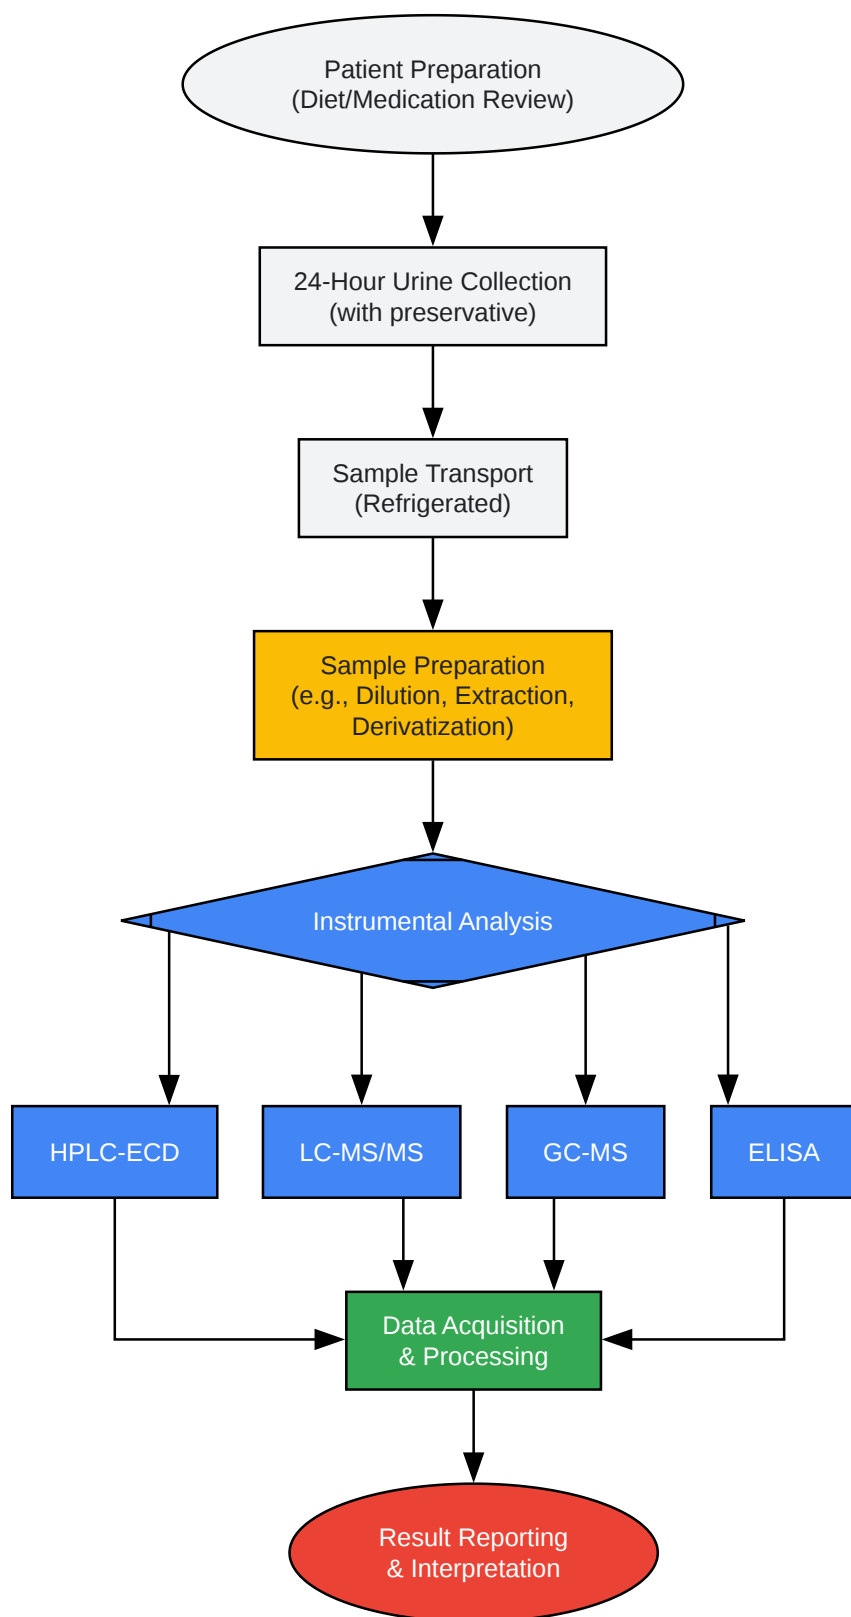 Patient Preparation
(Diet/Medication Review)
24-Hour Urine Collection
(with preservative)
Sample Transport
(Refrigerated)
Sample Preparation
(e.g., Dilution, Extraction,
Derivatization)
Instrumental Analysis
HPLC-ECD
LC-MS/MS
GC-MS
ELISA
Data Acquisition
& Processing
Result Reporting
& Interpretation